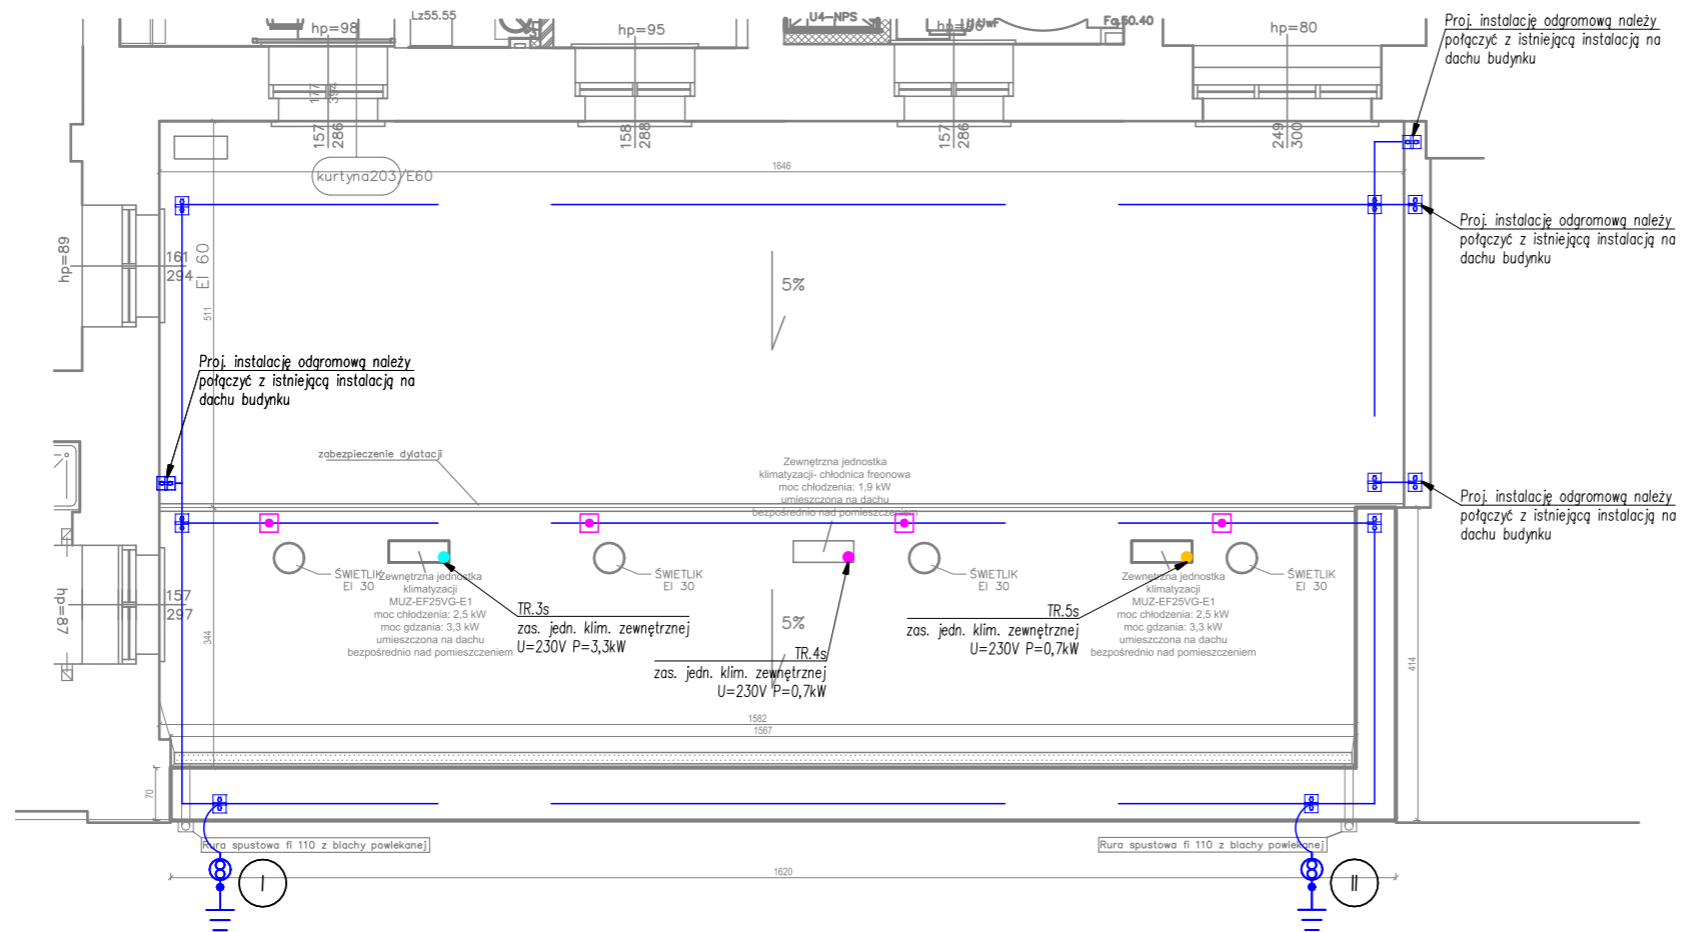 Lz55.55
U4-NPS
Fg.50.40
hp=98
hp=95
hp=80
Proj. instalację odgromową należy
połączyć z istniejącą instalacją na
dachu budynku
177
394
157
286
158
288
157
286
249
300
kurtyna203/E60
1646
Proj. instalację odgromową należy
połączyć z istniejącą instalacją na
dachu budynku
hp=89
161
294
EI 60
511
5%
Proj. instalację odgromową należy
połączyć z istniejącą instalacją na
dachu budynku
zabezpieczenie dylatacji
Zewnętrzna jednostka
klimatyzacji- chłodnica freonowa
moc chłodzenia: 1,9 kW
umieszczona na dachu
bezpośrednio nad pomieszczeniem
Proj. instalację odgromową należy
połączyć z istniejącą instalacją na
dachu budynku
hp=87
157
297
344
ŚWIETLIK
EI 30
Zewnętrzna jednostka
klimatyzacji
MUZ-EF25VG-E1
moc chłodzenia: 2,5 kW
moc gdzania: 3,3 kW
umieszczona na dachu
bezpośrednio nad pomieszczeniem
TR.3s
zas. jedn. klim. zewnętrznej
U=230V P=3,3kW
ŚWIETLIK
EI 30
5%
TR.4s
zas. jedn. klim. zewnętrznej
U=230V P=0,7kW
ŚWIETLIK
EI 30
TR.5s
zas. jedn. klim. zewnętrznej
U=230V P=0,7kW
Zewnętrzna jednostka
klimatyzacji
MUZ-EF25VG-E1
moc chłodzenia: 2,5 kW
moc gdzania: 3,3 kW
umieszczona na dachu
bezpośrednio nad pomieszczeniem
ŚWIETLIK
EI 30
414
1582
1567
70
Rura spustowa fi 110 z blachy powlekanej
Rura spustowa fi 110 z blachy powlekanej
1620
I
II